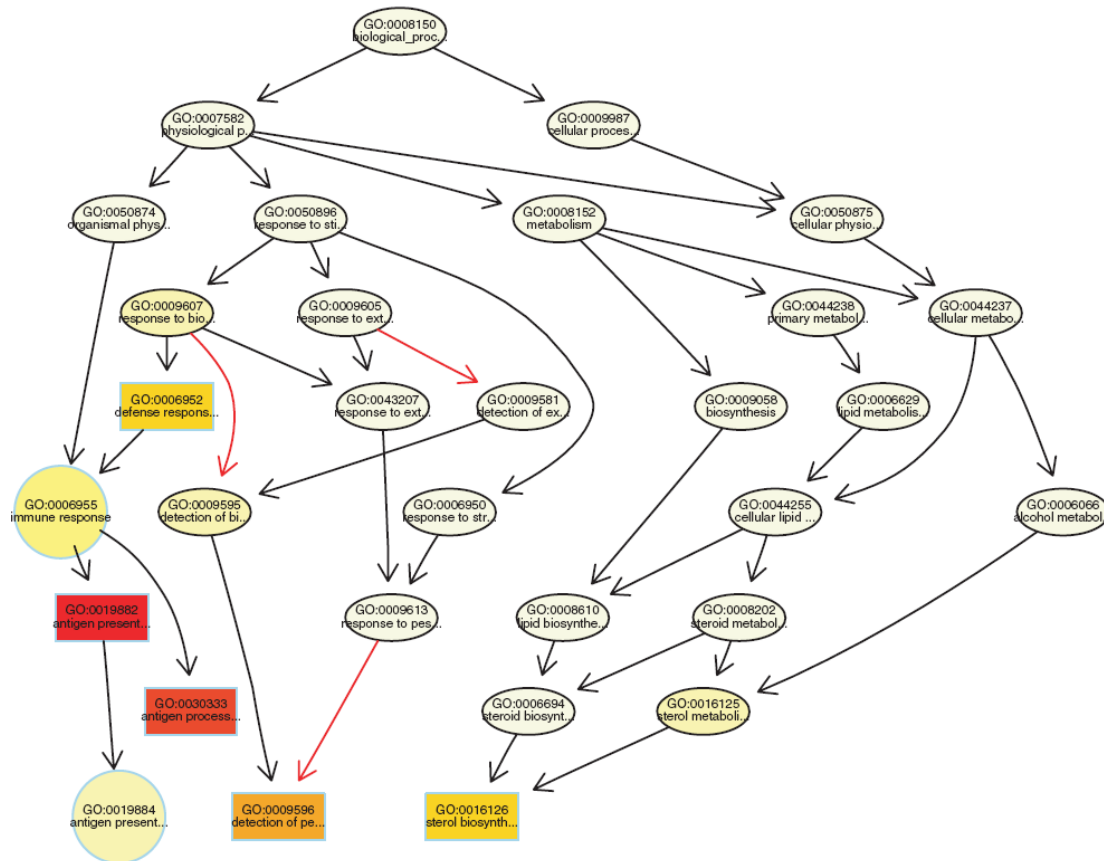 GO:0008150
biological_proc...
GO:0007582
physiological p...
GO:0009987
cellular proces...
GO:0050874
organismal phys...
GO:0050896
response to sti...
GO:0008152
metabolism
GO:0050875
cellular physio...
GO:0009607
response to bio...
GO:0009605
response to ext...
GO:0044238
primary metabol...
GO:0044237
cellular metabo...
GO:0006952
defense respons...
GO:0043207
response to ext...
GO:0009581
detection of ex...
GO:0009058
biosynthesis
GO:0006629
lipid metabolis...
GO:0006955
immune response
GO:0009595
detection of bi...
GO:0006950
response to str...
GO:0044255
cellular lipid ...
GO:0006066
alcohol metabol...
GO:0019882
antigen present...
GO:0009613
response to pes...
GO:0008610
lipid biosynthe...
GO:0008202
steroid metabol...
GO:0030333
antigen process...
GO:0006694
steroid biosynt...
GO:0016125
sterol metaboli...
GO:0019884
antigen present...
GO:0009596
detection of pe...
GO:0016126
sterol biosynth...